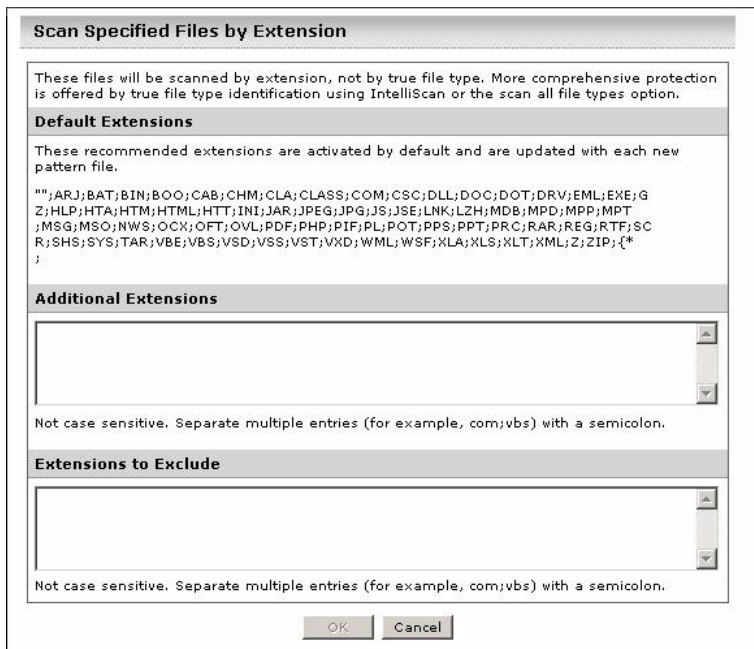 Scan Specified Files by Extension
These files will be scanned by extension, not by true file type. More comprehensive protection
is offered by true file type identification using IntelliScan or the scan all file types option.
Default Extensions
These recommended extensions are activated by default and are updated with each new
pattern file.
"";ARJ;BAT;BIN;BOO;CAB;CHM;CLA;CLASS;COM;CSC;DLL;DOC;DOT;DRV;EML;EXE;G
Z;HLP;HTA;HTM;HTML;HTT;INI;JAR;JPEG;JPG;JS;JSE;LNK;LZH;MDB;MPD;MPP;MPT
;MSG;MSO;NWS;OCX;OFT;OVL;PDF;PHP;PIF;PL;POT;PPS;PPT;PRC;RAR;REG;RTF;SC
R;SHS;SYS;TAR;VBE;VBS;VSD;VSS;VST;VXD;WML;WSF;XLA;XLS;XLT;XML;Z;ZIP;{*
;
Additional Extensions
Not case sensitive. Separate multiple entries (for example, com;vbs) with a semicolon.
Extensions to Exclude
Not case sensitive. Separate multiple entries (for example, com;vbs) with a semicolon.
OK Cancel